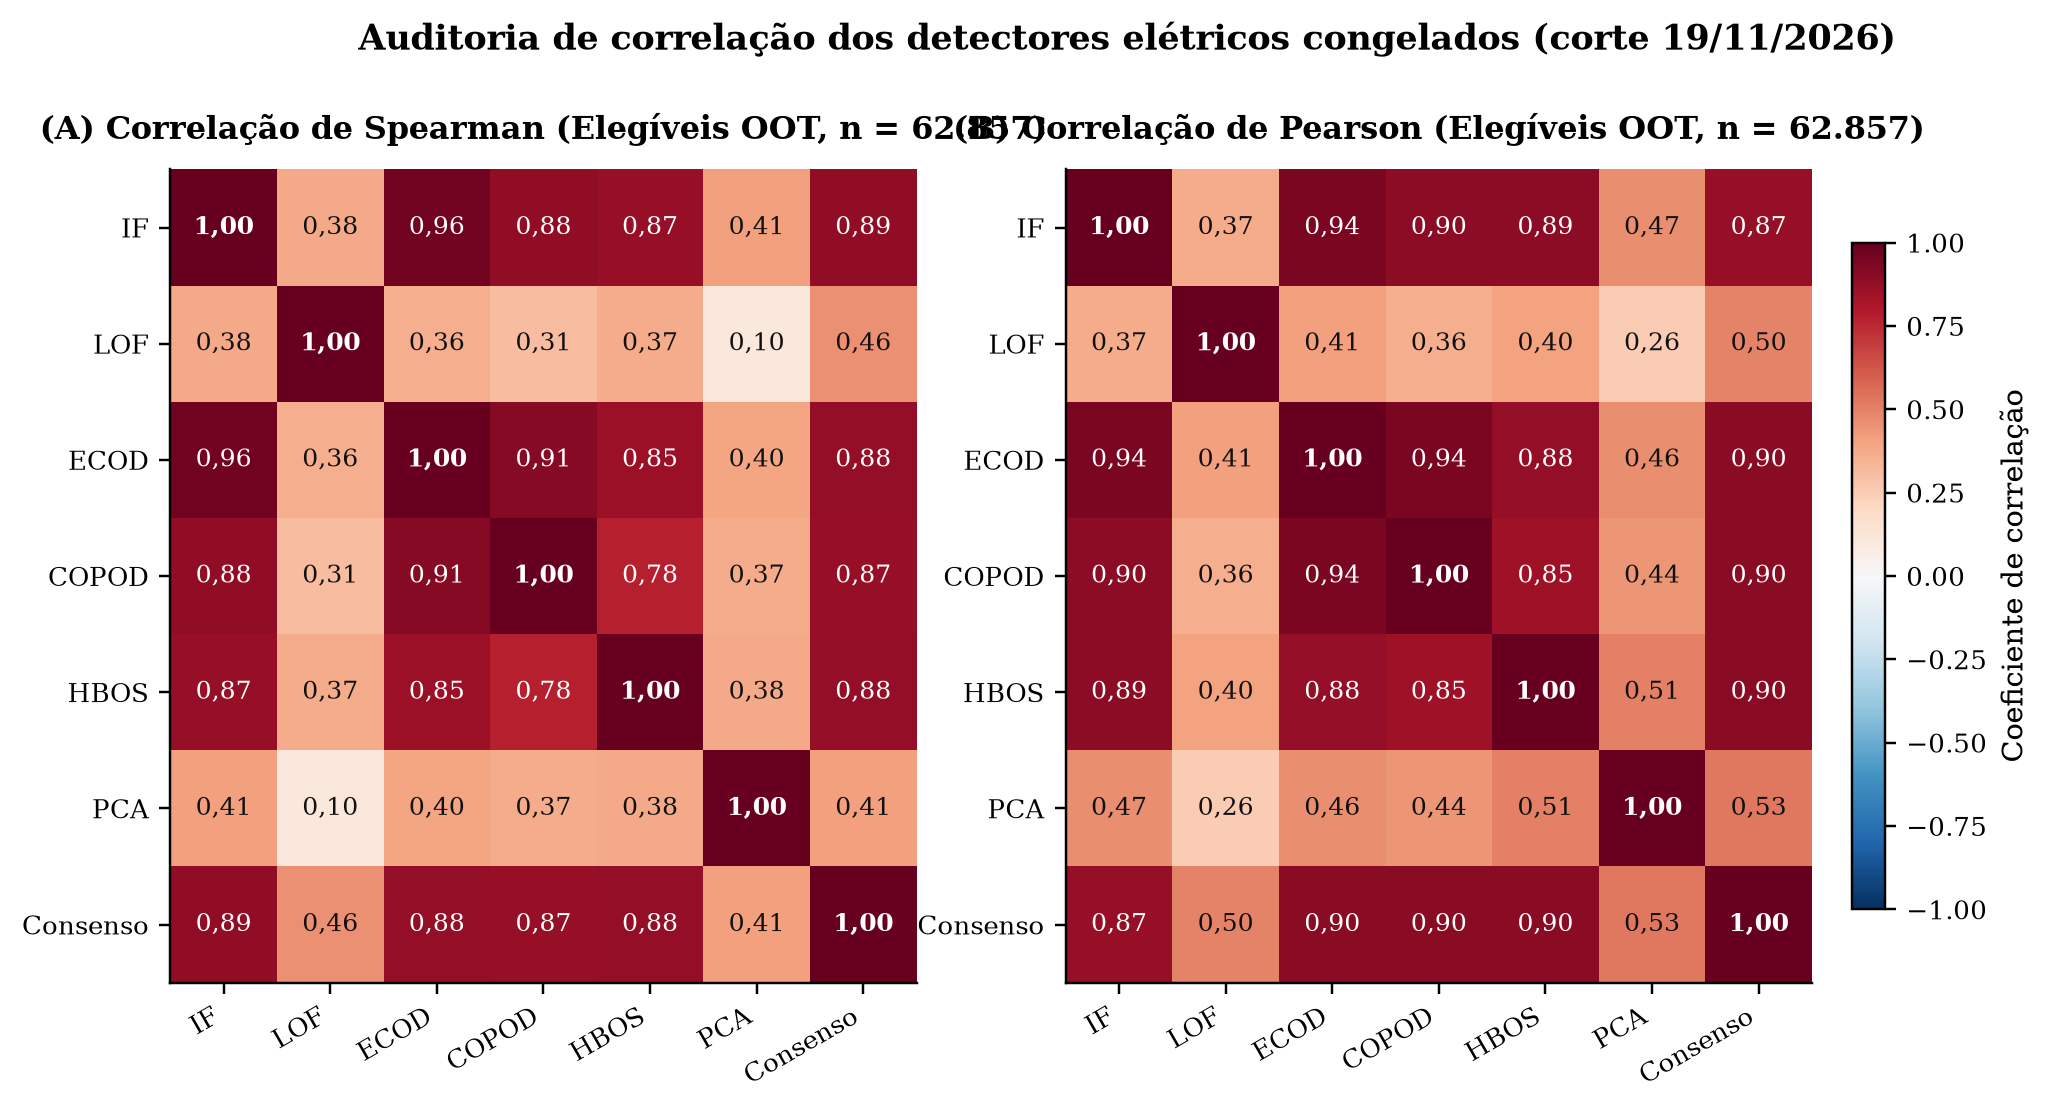 Auditoria de correlação dos detectores elétricos congelados (corte 19/11/2026)
(A) Correlação de Spearman (Elegíveis OOT, n = 62.857)
(B) Correlação de Pearson (Elegíveis OOT, n = 62.857)
IF 1,00 0,38 0,96 0,88 0,87 0,41 0,89
LOF 0,38 1,00 0,36 0,31 0,37 0,10 0,46
ECOD 0,96 0,36 1,00 0,91 0,85 0,40 0,88
COPOD 0,88 0,31 0,91 1,00 0,78 0,37 0,87
HBOS 0,87 0,37 0,85 0,78 1,00 0,38 0,88
PCA 0,41 0,10 0,40 0,37 0,38 1,00 0,41
Consenso 0,89 0,46 0,88 0,87 0,88 0,41 1,00
IF LOF ECOD COPOD HBOS PCA Consenso
IF 1,00 0,37 0,94 0,90 0,89 0,47 0,87
LOF 0,37 1,00 0,41 0,36 0,40 0,26 0,50
ECOD 0,94 0,41 1,00 0,94 0,88 0,46 0,90
COPOD 0,90 0,36 0,94 1,00 0,85 0,44 0,90
HBOS 0,89 0,40 0,88 0,85 1,00 0,51 0,90
PCA 0,47 0,26 0,46 0,44 0,51 1,00 0,53
Consenso 0,87 0,50 0,90 0,90 0,90 0,53 1,00
IF LOF ECOD COPOD HBOS PCA Consenso
1.00
0.75
0.50
0.25
0.00
−0.25
−0.50
−0.75
−1.00
Coeficiente de correlação